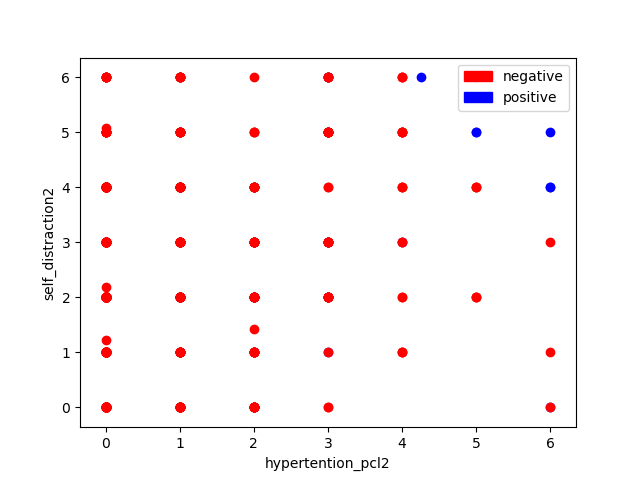 negative
positive
6
5
4
3
2
1
0
self_distraction2
0 1 2 3 4 5 6
hypertention_pcl2